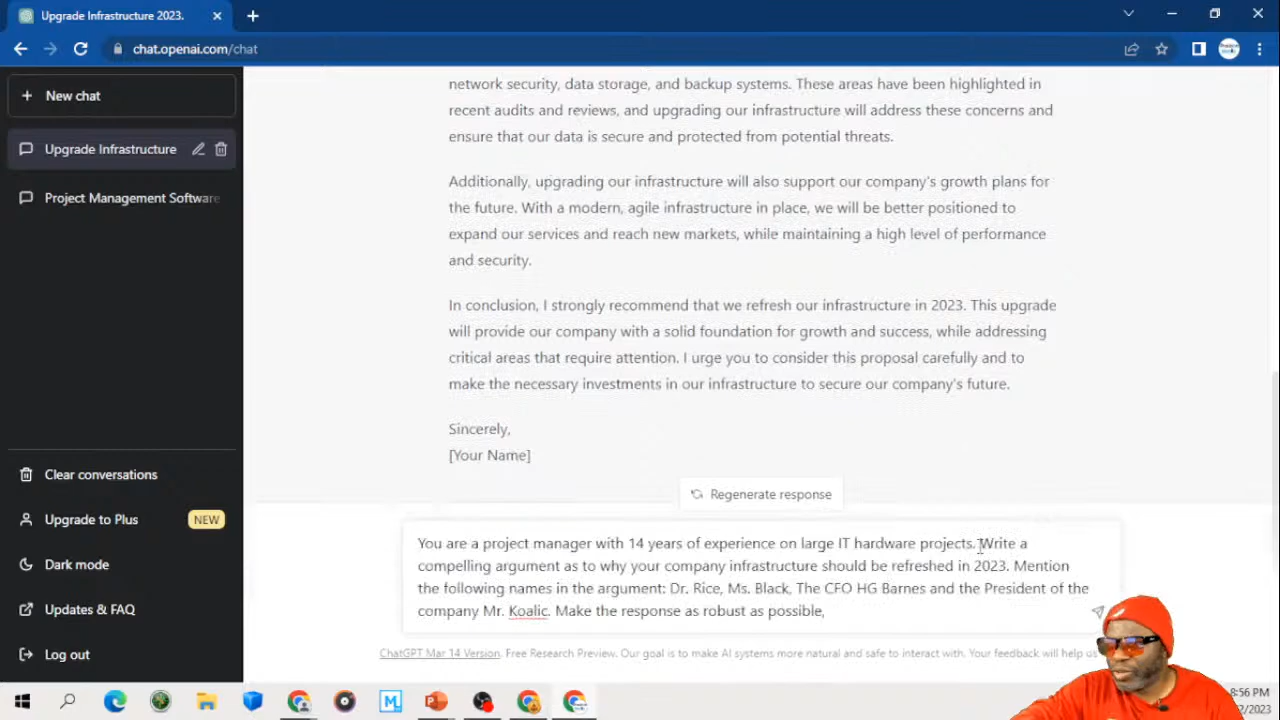 Upgrade Infrastructure 2023.
chat.openai.com/chat
New chat
Upgrade Infrastructure
Project Management Software
Clear conversations
Upgrade to Plus NEW
Dark mode
Updates & FAQ
Log out
network security, data storage, and backup systems. These areas have been highlighted in
recent audits and reviews, and upgrading our infrastructure will address these concerns and
ensure that our data is secure and protected from potential threats.
Additionally, upgrading our infrastructure will also support our company's growth plans for
the future. With a modern, agile infrastructure in place, we will be better positioned to
expand our services and reach new markets, while maintaining a high level of performance
and security.
In conclusion, I strongly recommend that we refresh our infrastructure in 2023. This upgrade
will provide our company with a solid foundation for growth and success, while addressing
critical areas that require attention. I urge you to consider this proposal carefully and to
make the necessary investments in our infrastructure to secure our company's future.
Sincerely,
[Your Name]
Regenerate response
You are a project manager with 14 years of experience on large IT hardware projects. Write a
compelling argument as to why your company infrastructure should be refreshed in 2023. Mention
the following names in the argument: Dr. Rice, Ms. Black, The CFO HG Barnes and the President of the
company Mr. Koalic. Make the response as robust as possible,
ChatGPT Mar 14 Version. Free Research Preview. Our goal is to make AI systems more natural and safe to interact with. Your feedback will help us
8:56 PM
2/2023